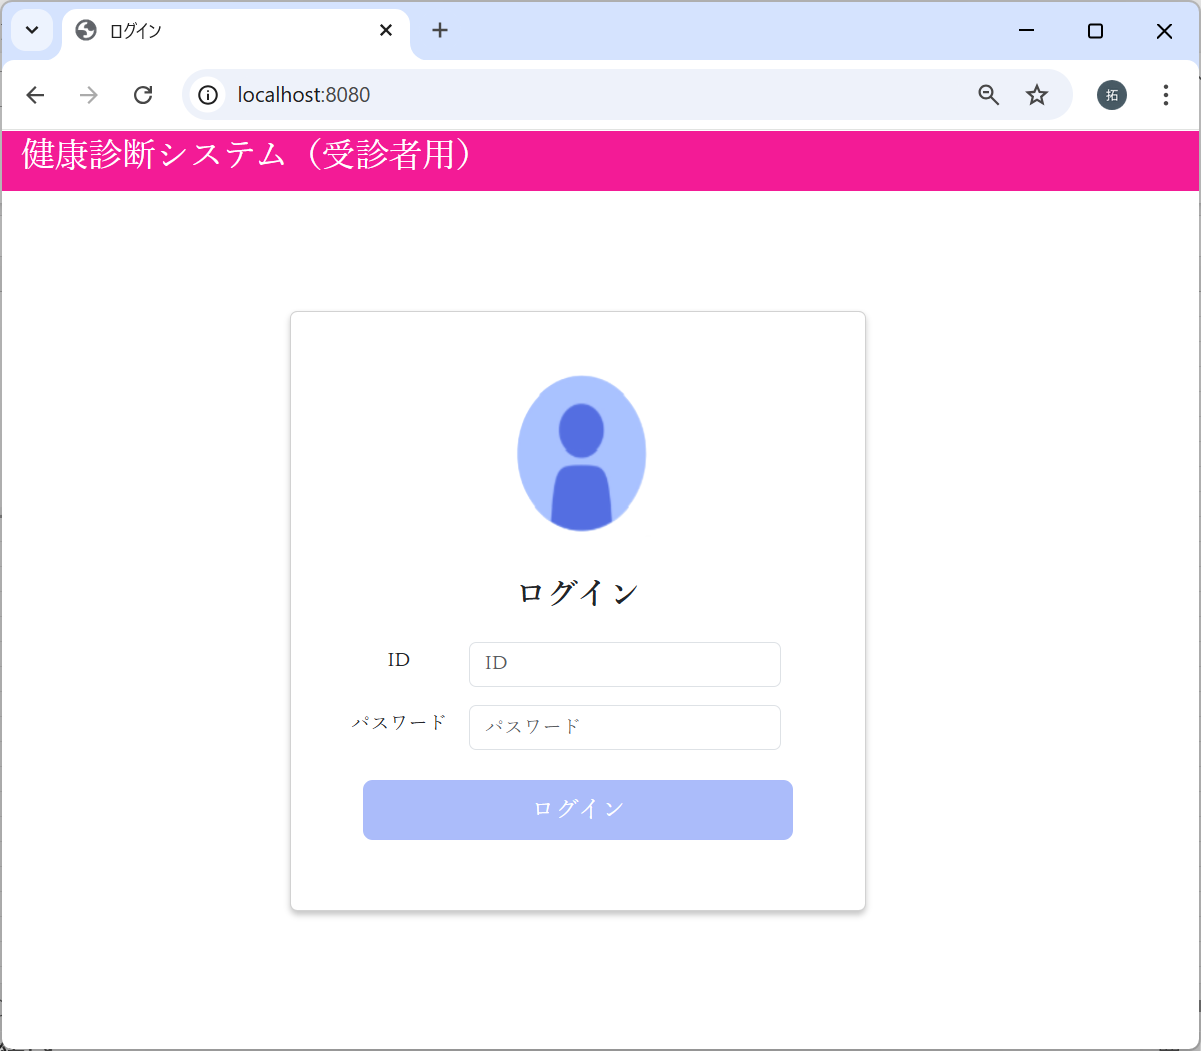 ログイン
localhost:8080
拓
健康診断システム（受診者用）
ログイン
ID ID
パスワード パスワード
ログイン